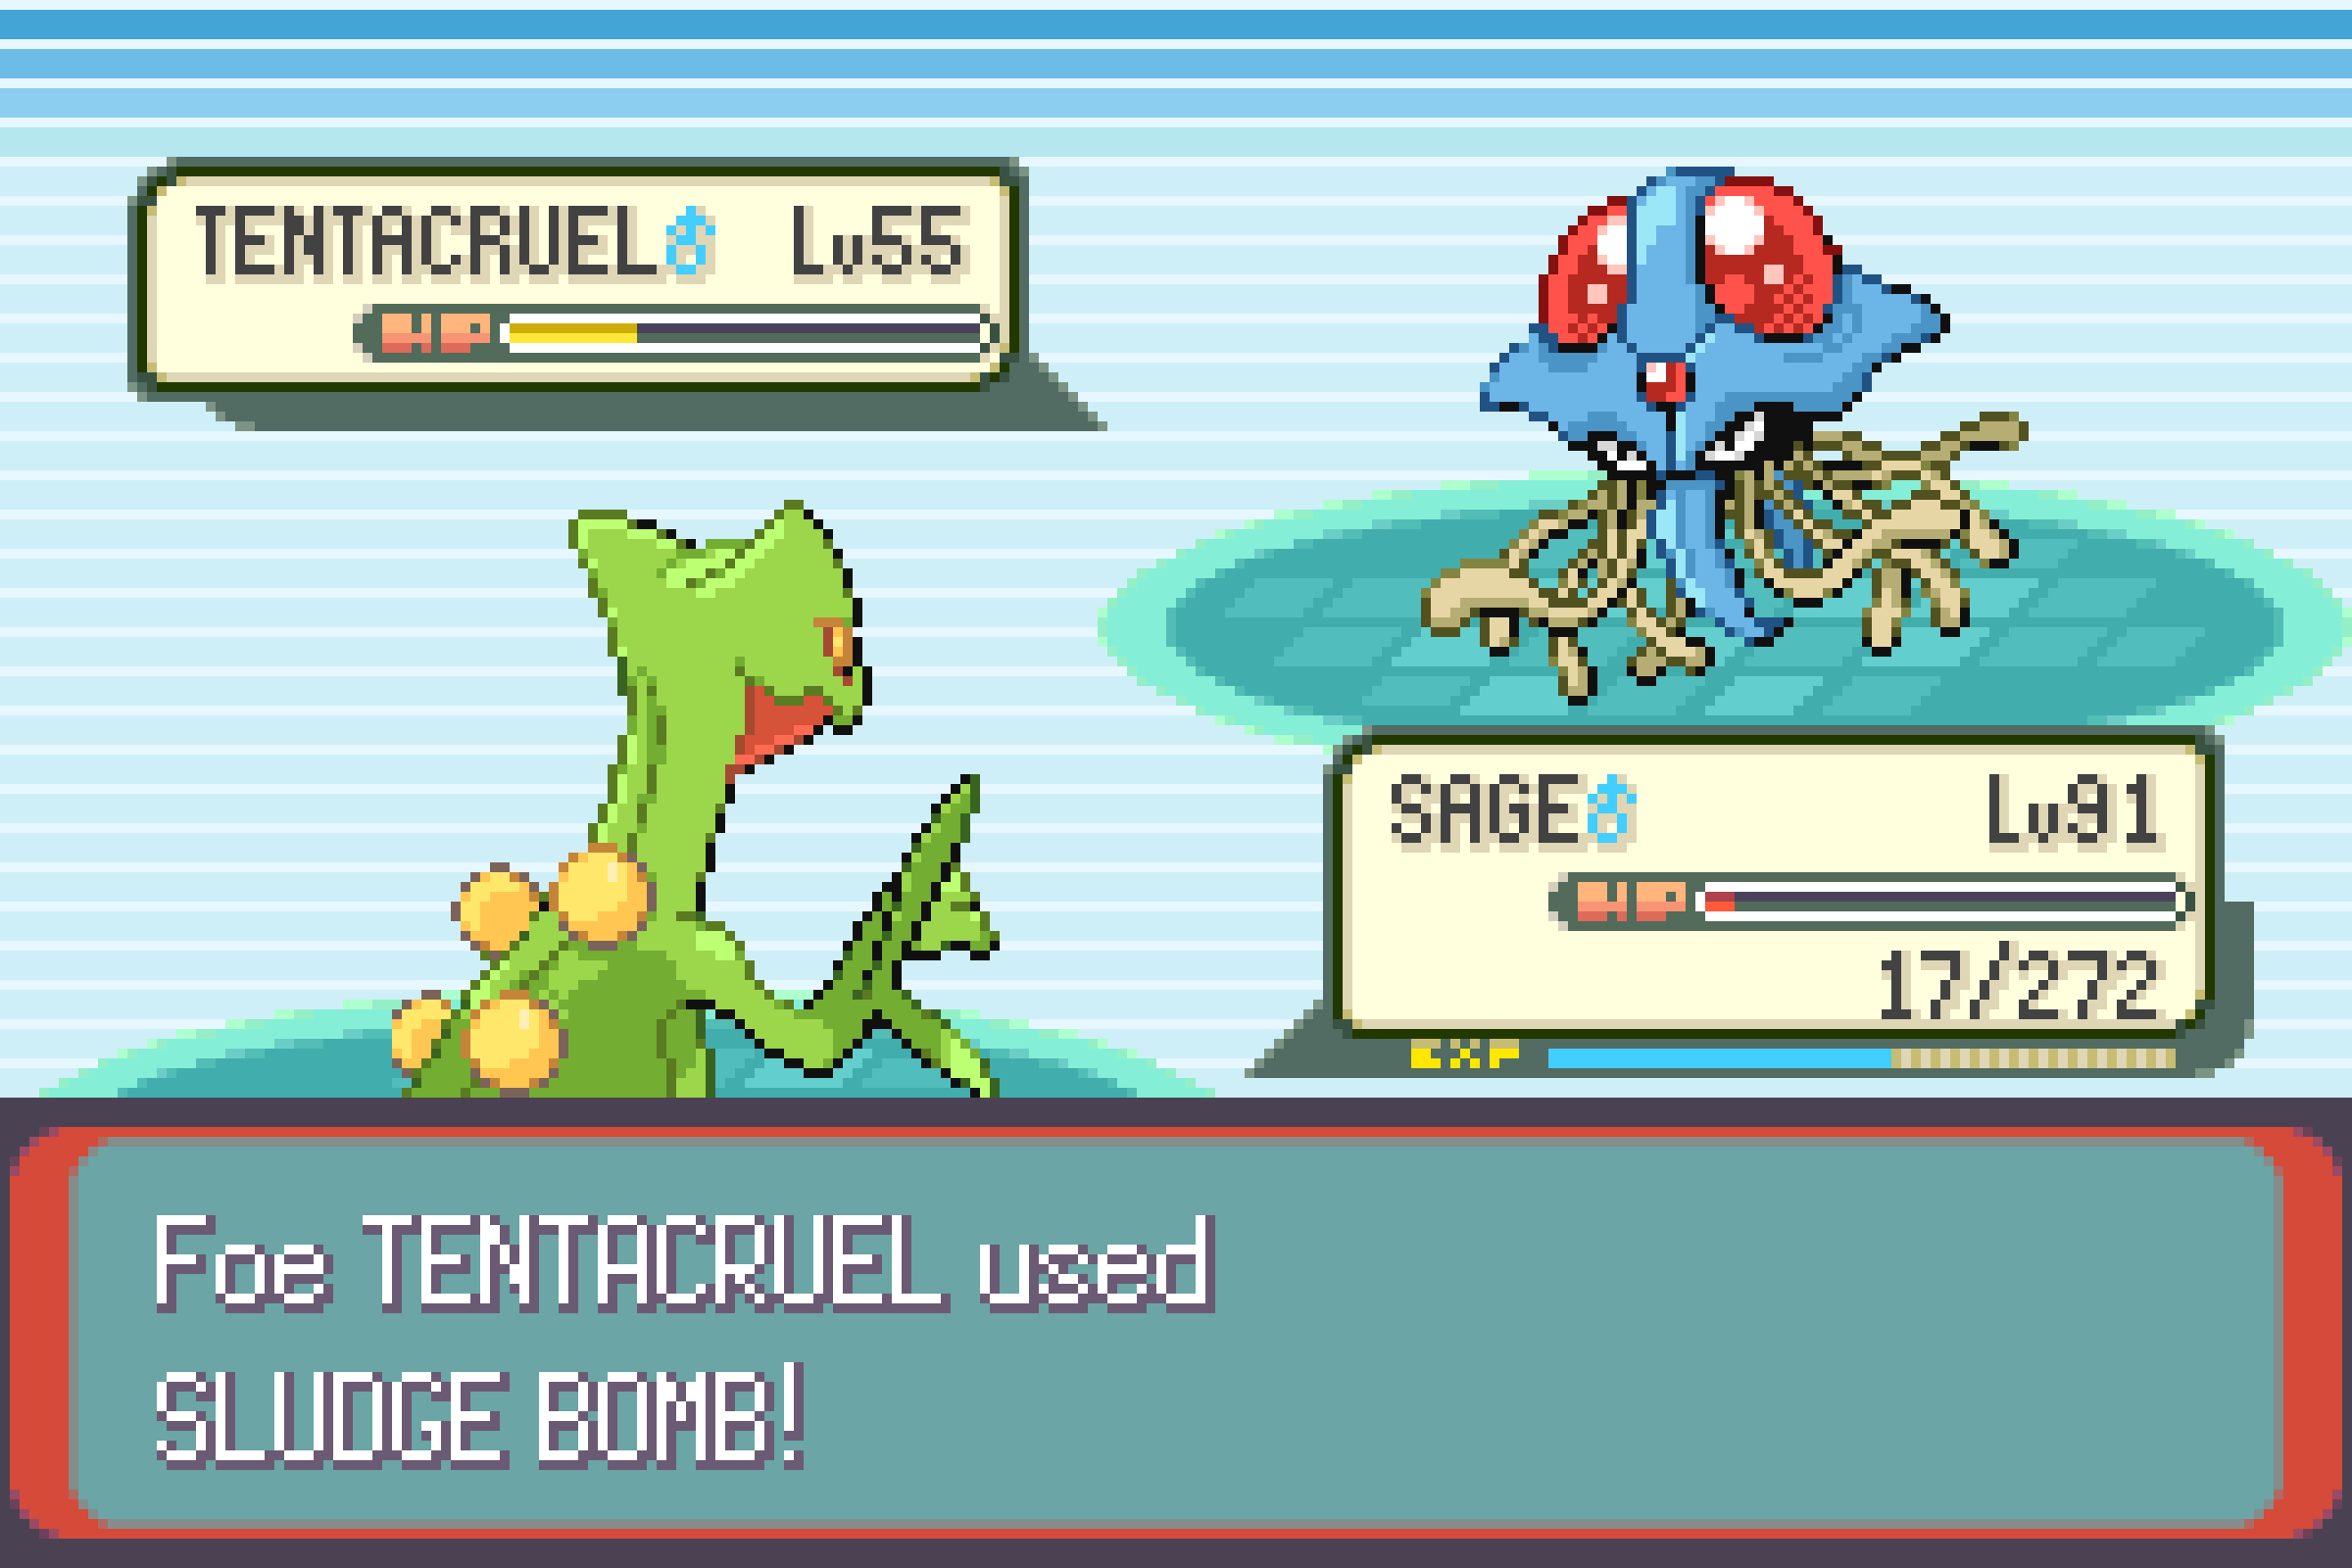 TENTACRUEL♂ Lv55
HP
SAGE♂ Lv91
HP
17/272
EXP
Foe TENTACRUEL used
SLUDGE BOMB!